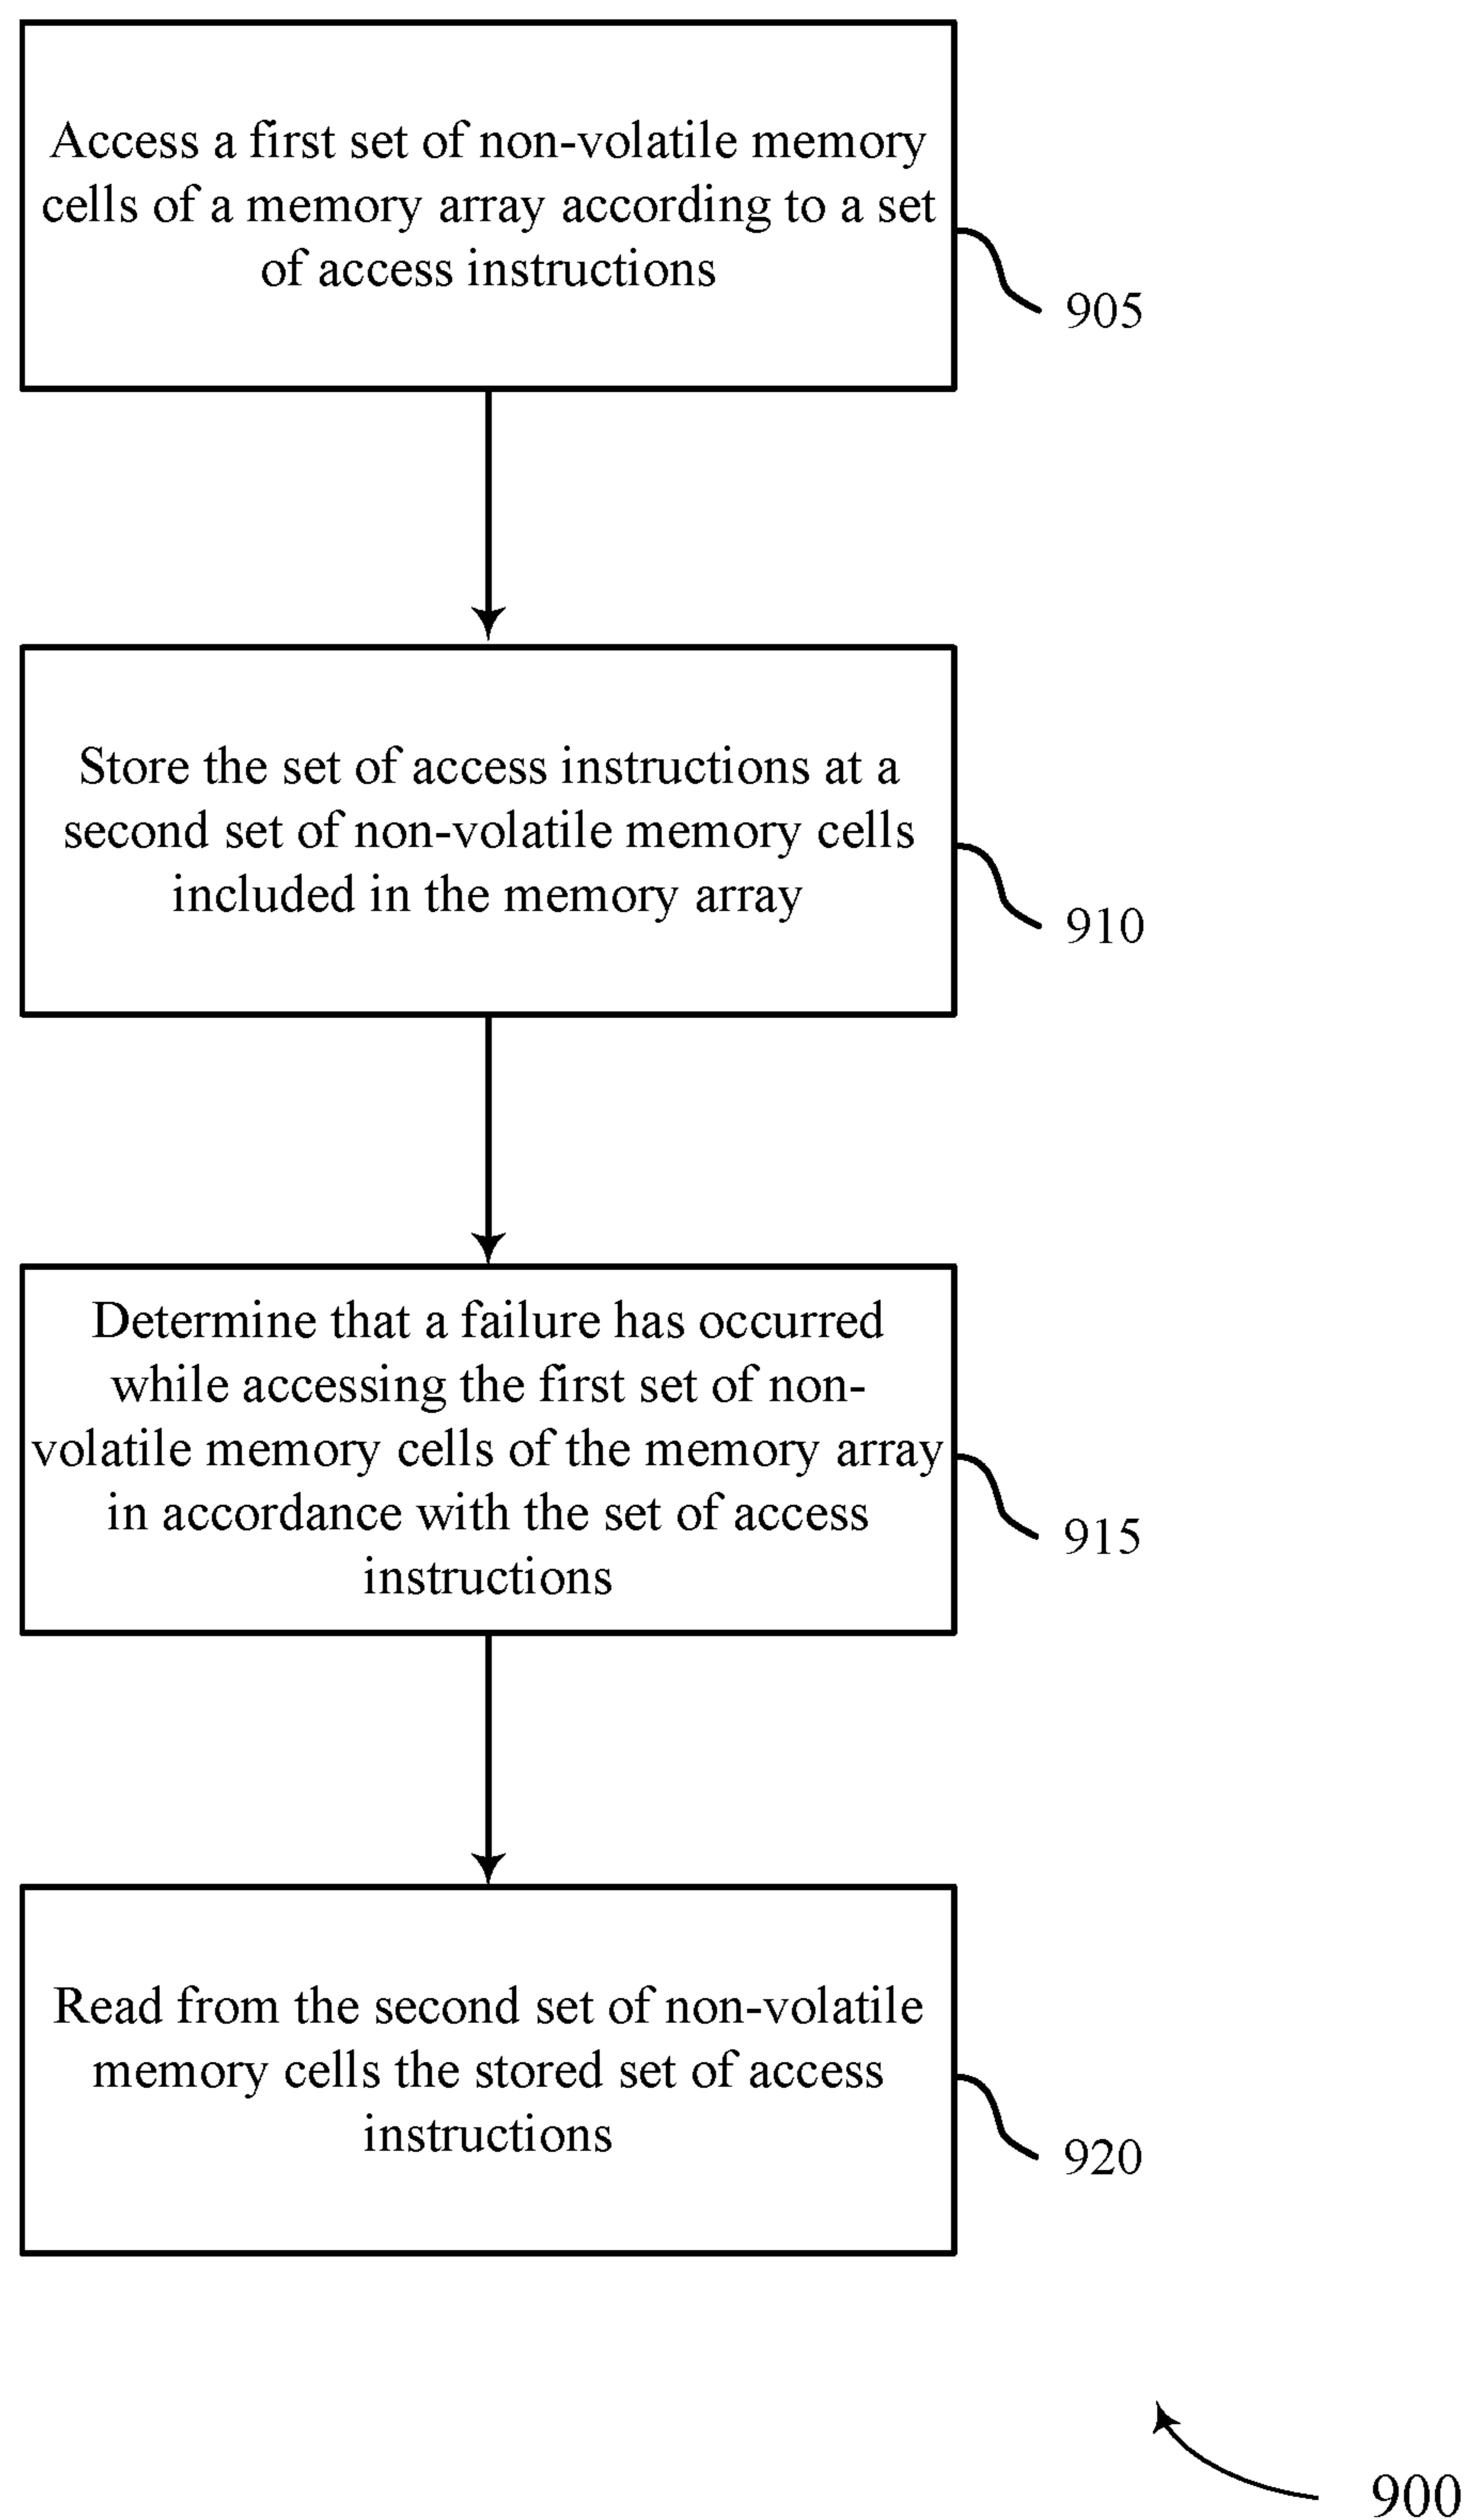 Access a first set of non-volatile memory
cells of a memory array according to a set
of access instructions
905
Store the set of access instructions at a
second set of non-volatile memory cells
included in the memory array
910
Determine that a failure has occurred
while accessing the first set of non-
volatile memory cells of the memory array
in accordance with the set of access
instructions
915
Read from the second set of non-volatile
memory cells the stored set of access
instructions
920
900